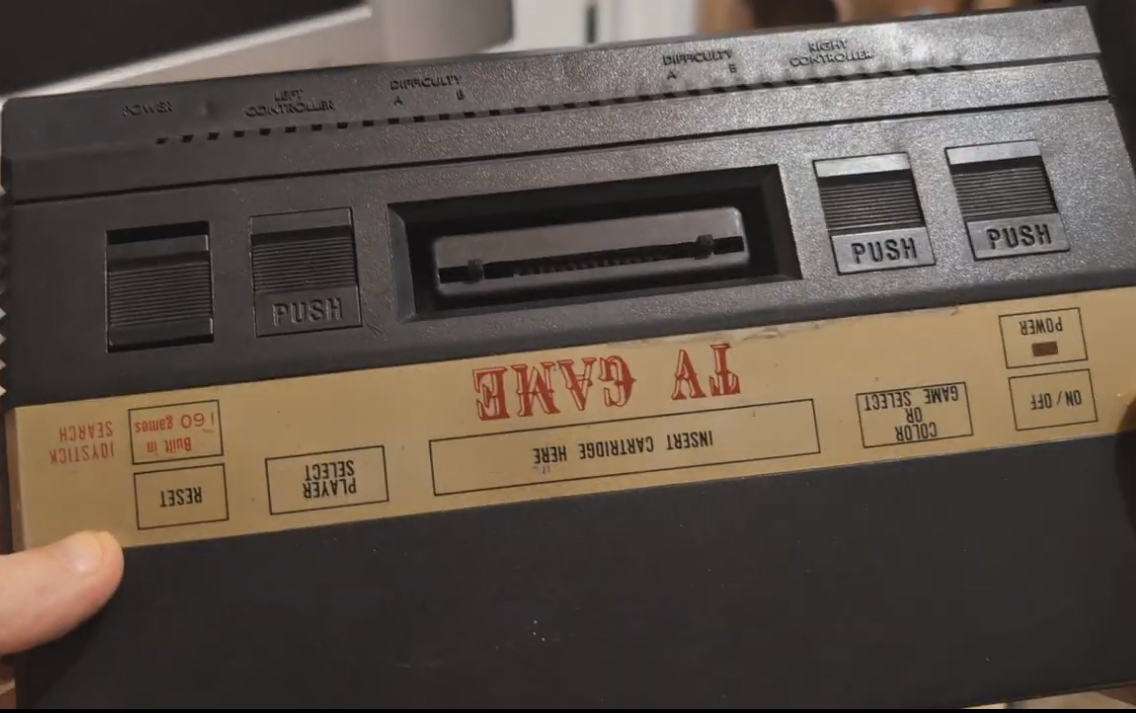 POWER
LEFT
CONTROLLER
DIFFICULTY
A B
DIFFICULTY
A B
RIGHT
CONTROLLER
PUSH
PUSH
PUSH
TV GAME
POWER
ON / OFF
COLOR
OR
GAME SELECT
INSERT CARTRIDGE HERE
PLAYER
SELECT
Built in
160 games
RESET
JOYSTICK
SEARCH